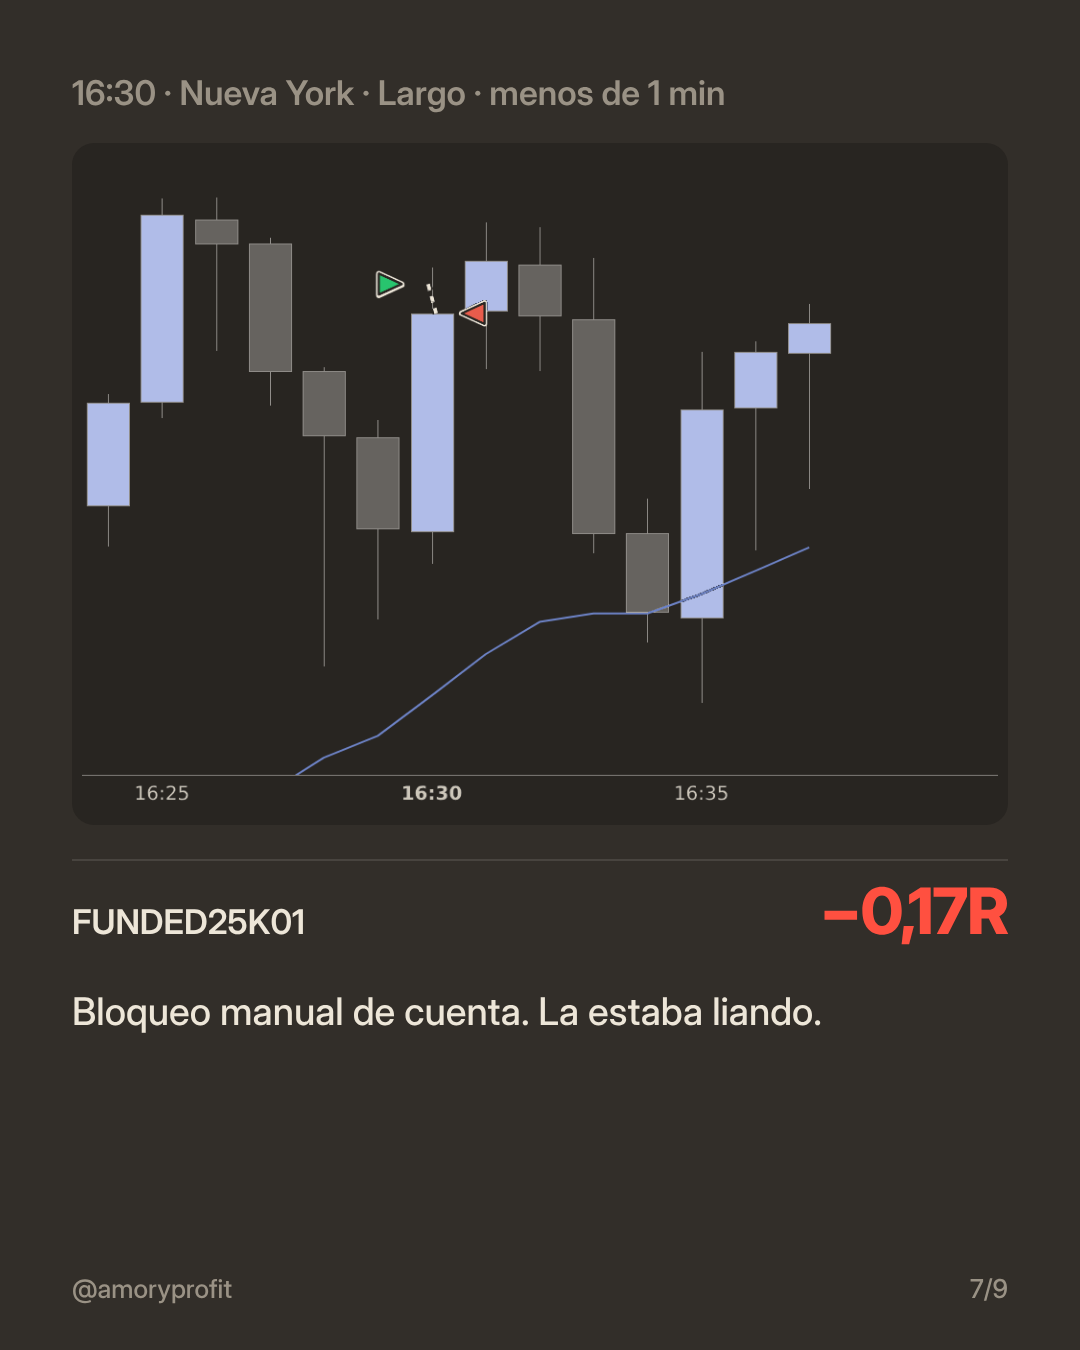 16:30 · Nueva York · Largo · menos de 1 min
16:25
16:30
16:35
FUNDED25K01
−0,17R
Bloqueo manual de cuenta. La estaba liando.
@amoryprofit
7/9